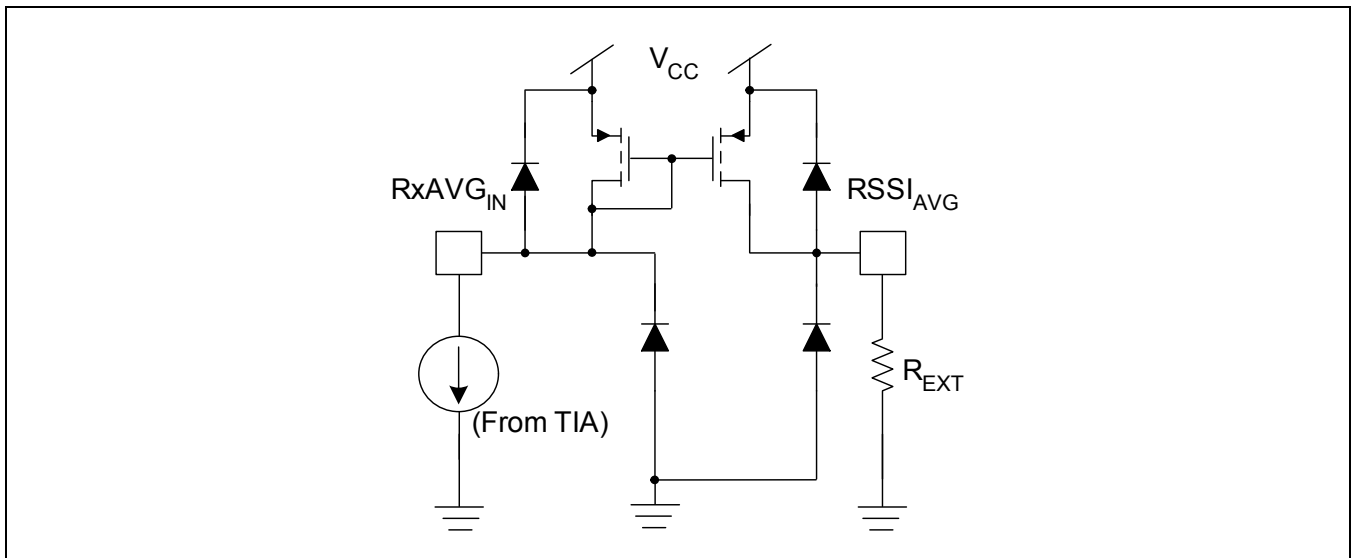 VCC
RxAVGIN
RSSIAVG
REXT
(From TIA)